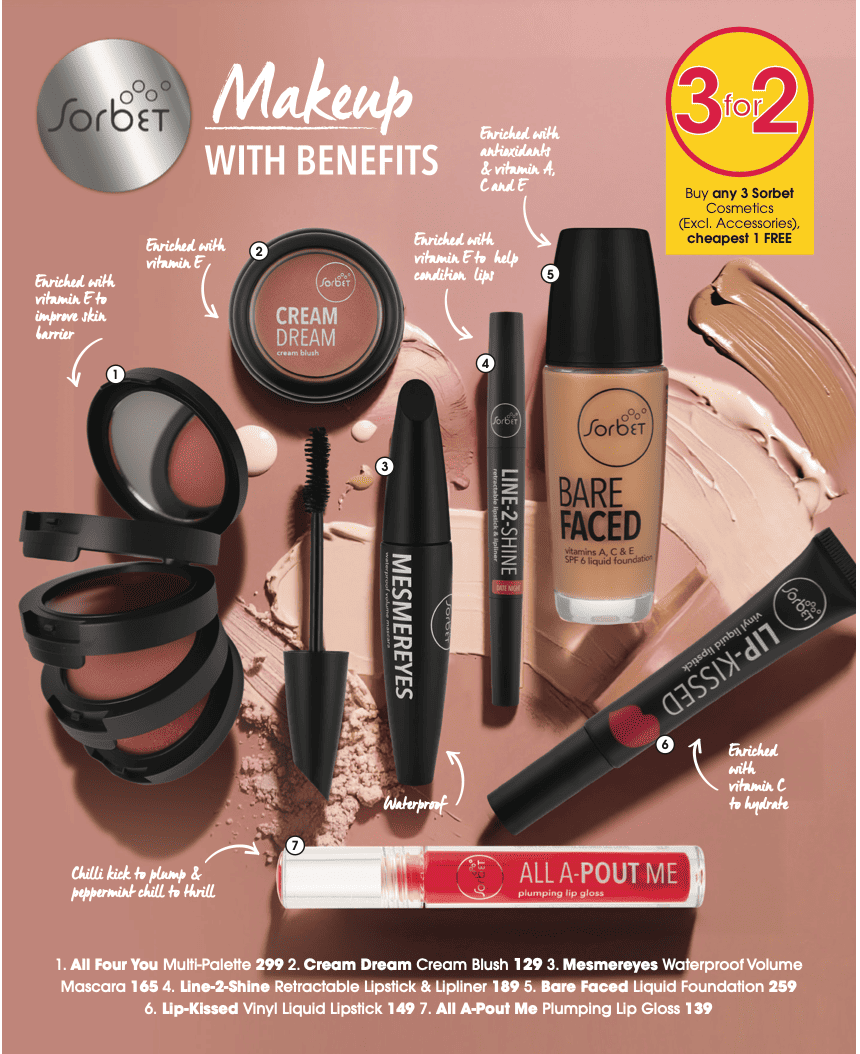 Sorbet
Makeup
WITH BENEFITS
3 for 2
Buy any 3 Sorbet
Cosmetics
(Excl. Accessories),
cheapest 1 FREE
Enriched with
antioxidants
& vitamin A,
C and E
Enriched with
vitamin E
Enriched with
vitamin E to help
condition lips
Enriched with
vitamin E to
improve skin
barrier
1
2
Sorbet
CREAM
DREAM
cream blush
3
MESMEREYES
waterproof volume mascara
Sorbet
4
Sorbet
LINE-2-SHINE
retractable lipstick & lipliner
DATE NIGHT
5
Sorbet
BARE
FACED
vitamins A, C & E
SPF 6 liquid foundation
Sorbet
LIP-KISSED
vinyl liquid lipstick
6
Enriched
with
vitamin C
to hydrate
Waterproof
7
Chilli kick to plump &
peppermint chill to thrill
Sorbet
ALL A-POUT ME
plumping lip gloss
1. All Four You Multi-Palette 299 2. Cream Dream Cream Blush 129 3. Mesmereyes Waterproof Volume
Mascara 165 4. Line-2-Shine Retractable Lipstick & Lipliner 189 5. Bare Faced Liquid Foundation 259
6. Lip-Kissed Vinyl Liquid Lipstick 149 7. All A-Pout Me Plumping Lip Gloss 139